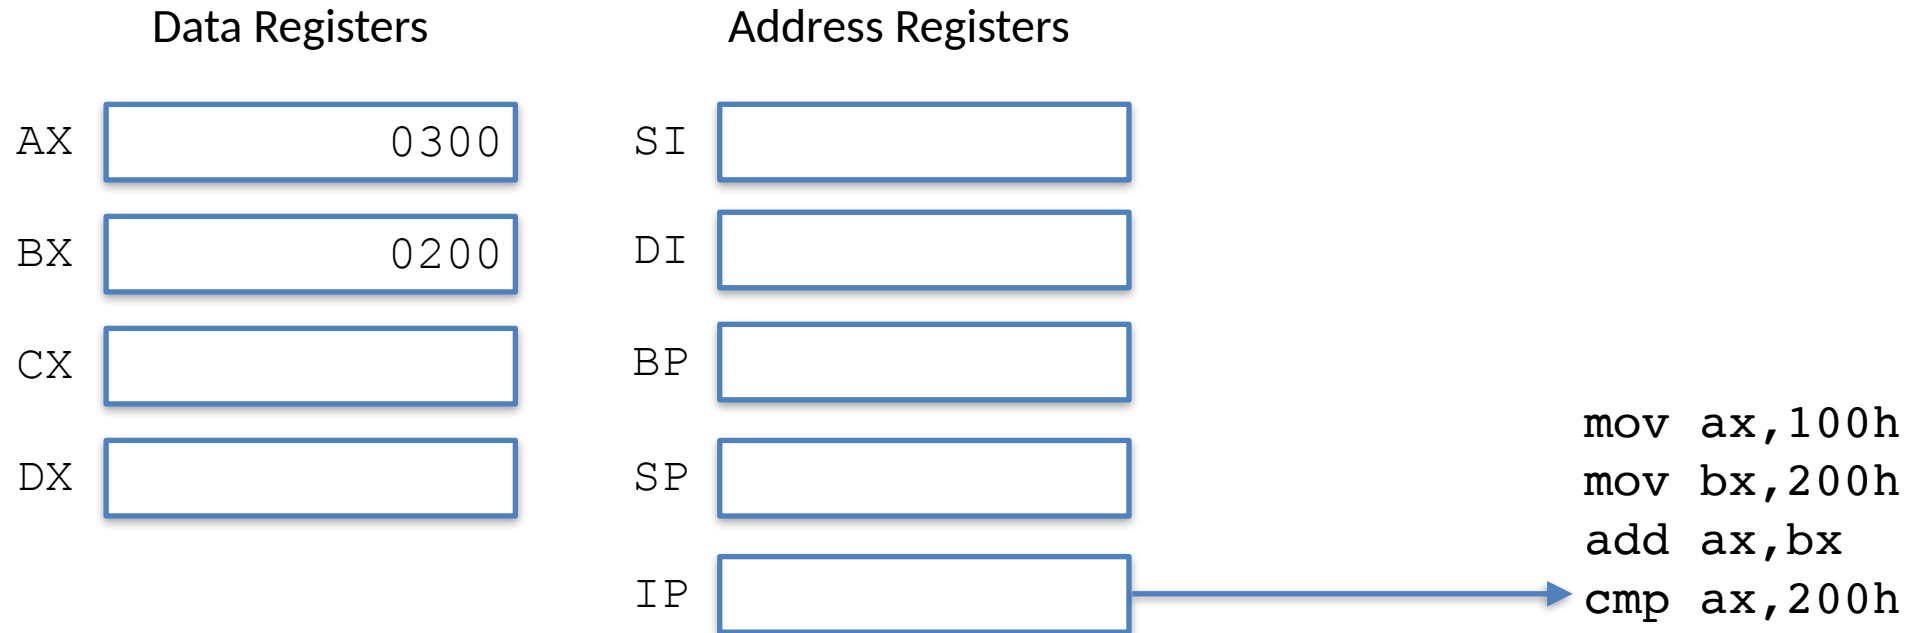 Data Registers
Address Registers
AX 0300
SI
BX 0200
DI
CX
BP
DX
SP
IP
mov ax,100h
mov bx,200h
add ax,bx
cmp ax,200h